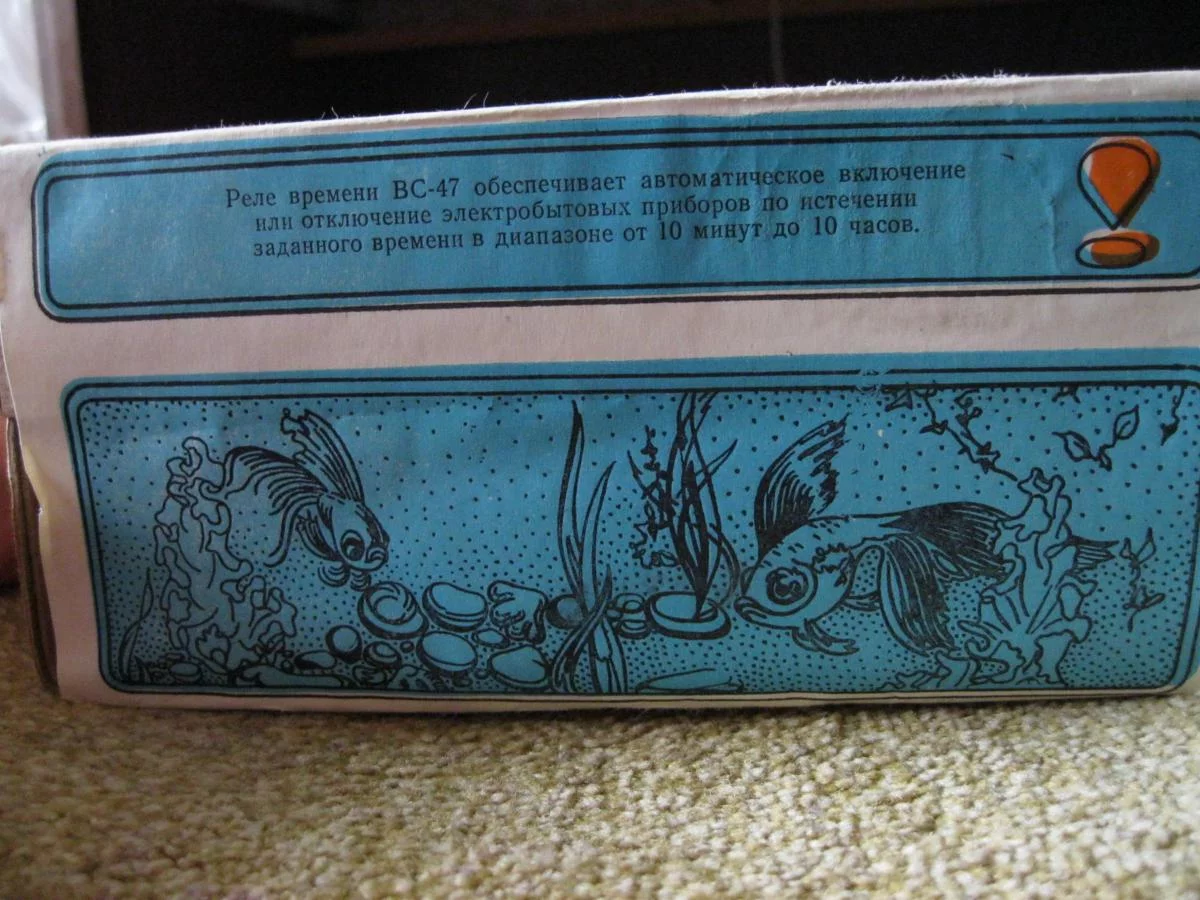 Реле времени ВС-47 обеспечивает автоматическое включение
или отключение электробытовых приборов по истечении
заданного времени в диапазоне от 10 минут до 10 часов.